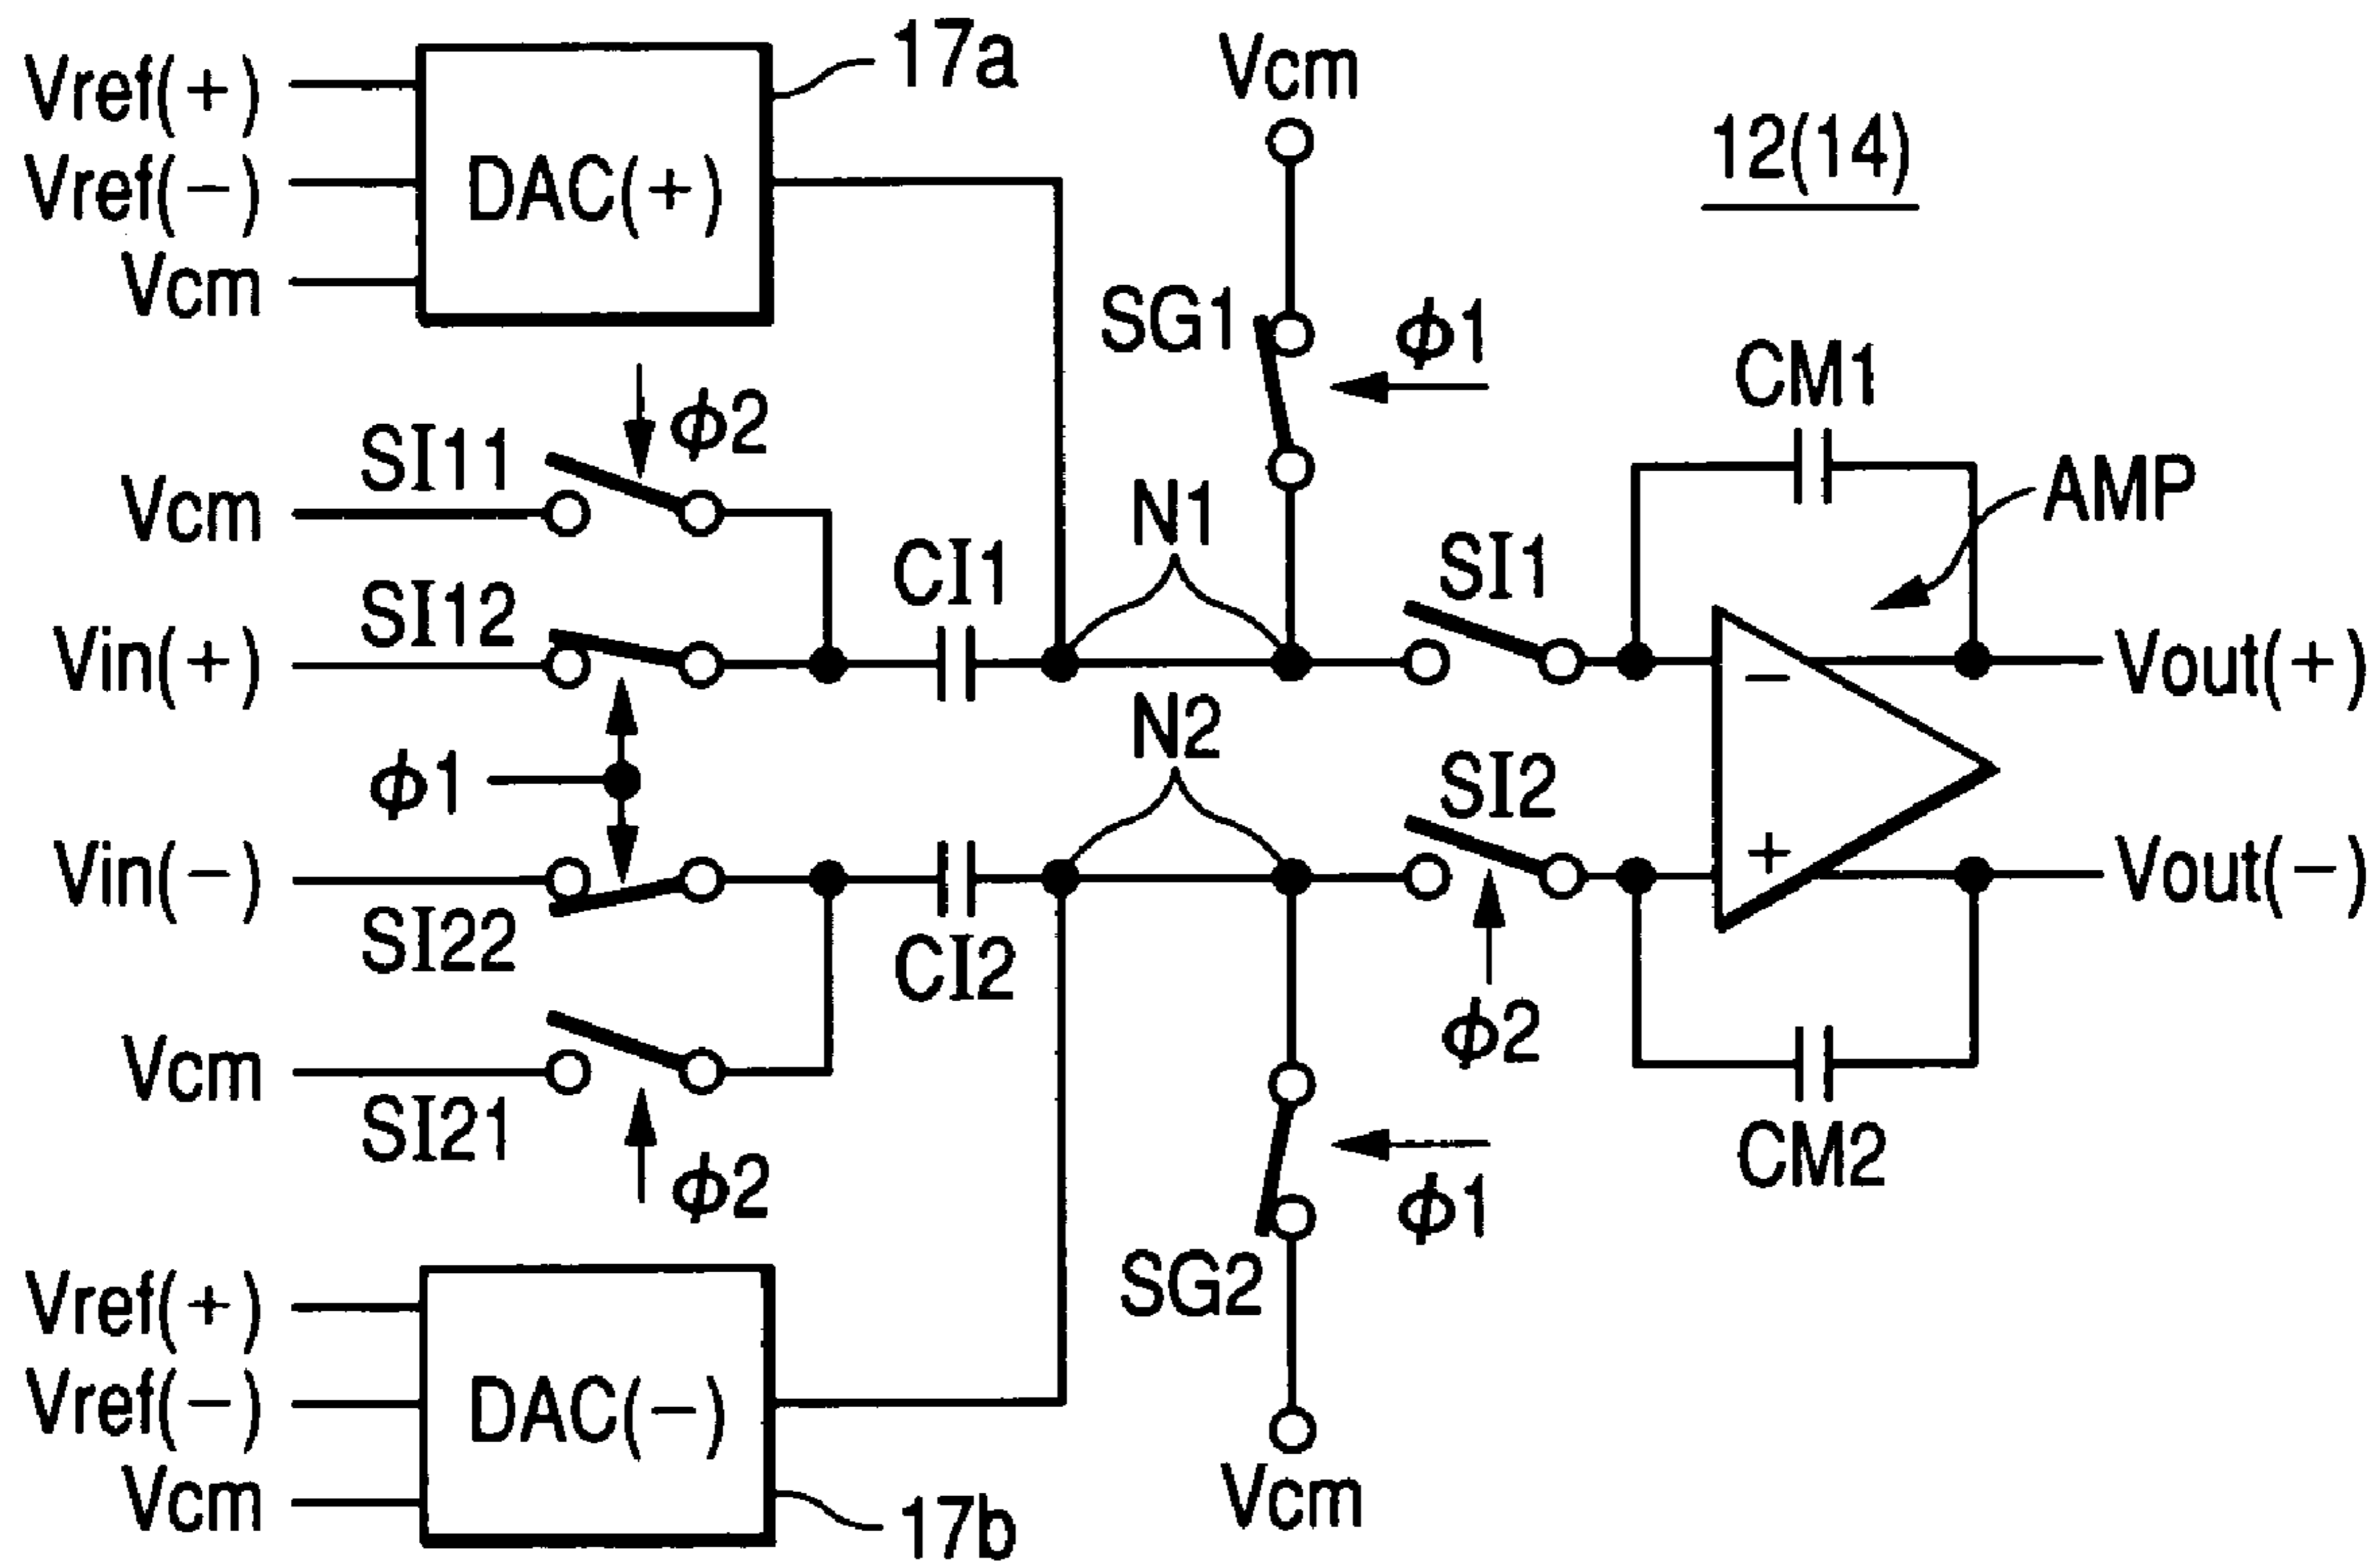 Vref(+)
Vref(−)
Vcm
DAC(+)
17a
Vcm
12(14)
SG1
ϕ1
CM1
AMP
ϕ2
SI11
Vcm
N1
CI1
SI1
SI12
Vin(+)
−
Vout(+)
N2
ϕ1
SI2
Vin(−)
+
Vout(−)
SI22
CI2
ϕ2
Vcm
SI21
ϕ2
CM2
ϕ1
SG2
Vref(+)
Vref(−)
Vcm
DAC(−)
17b
Vcm